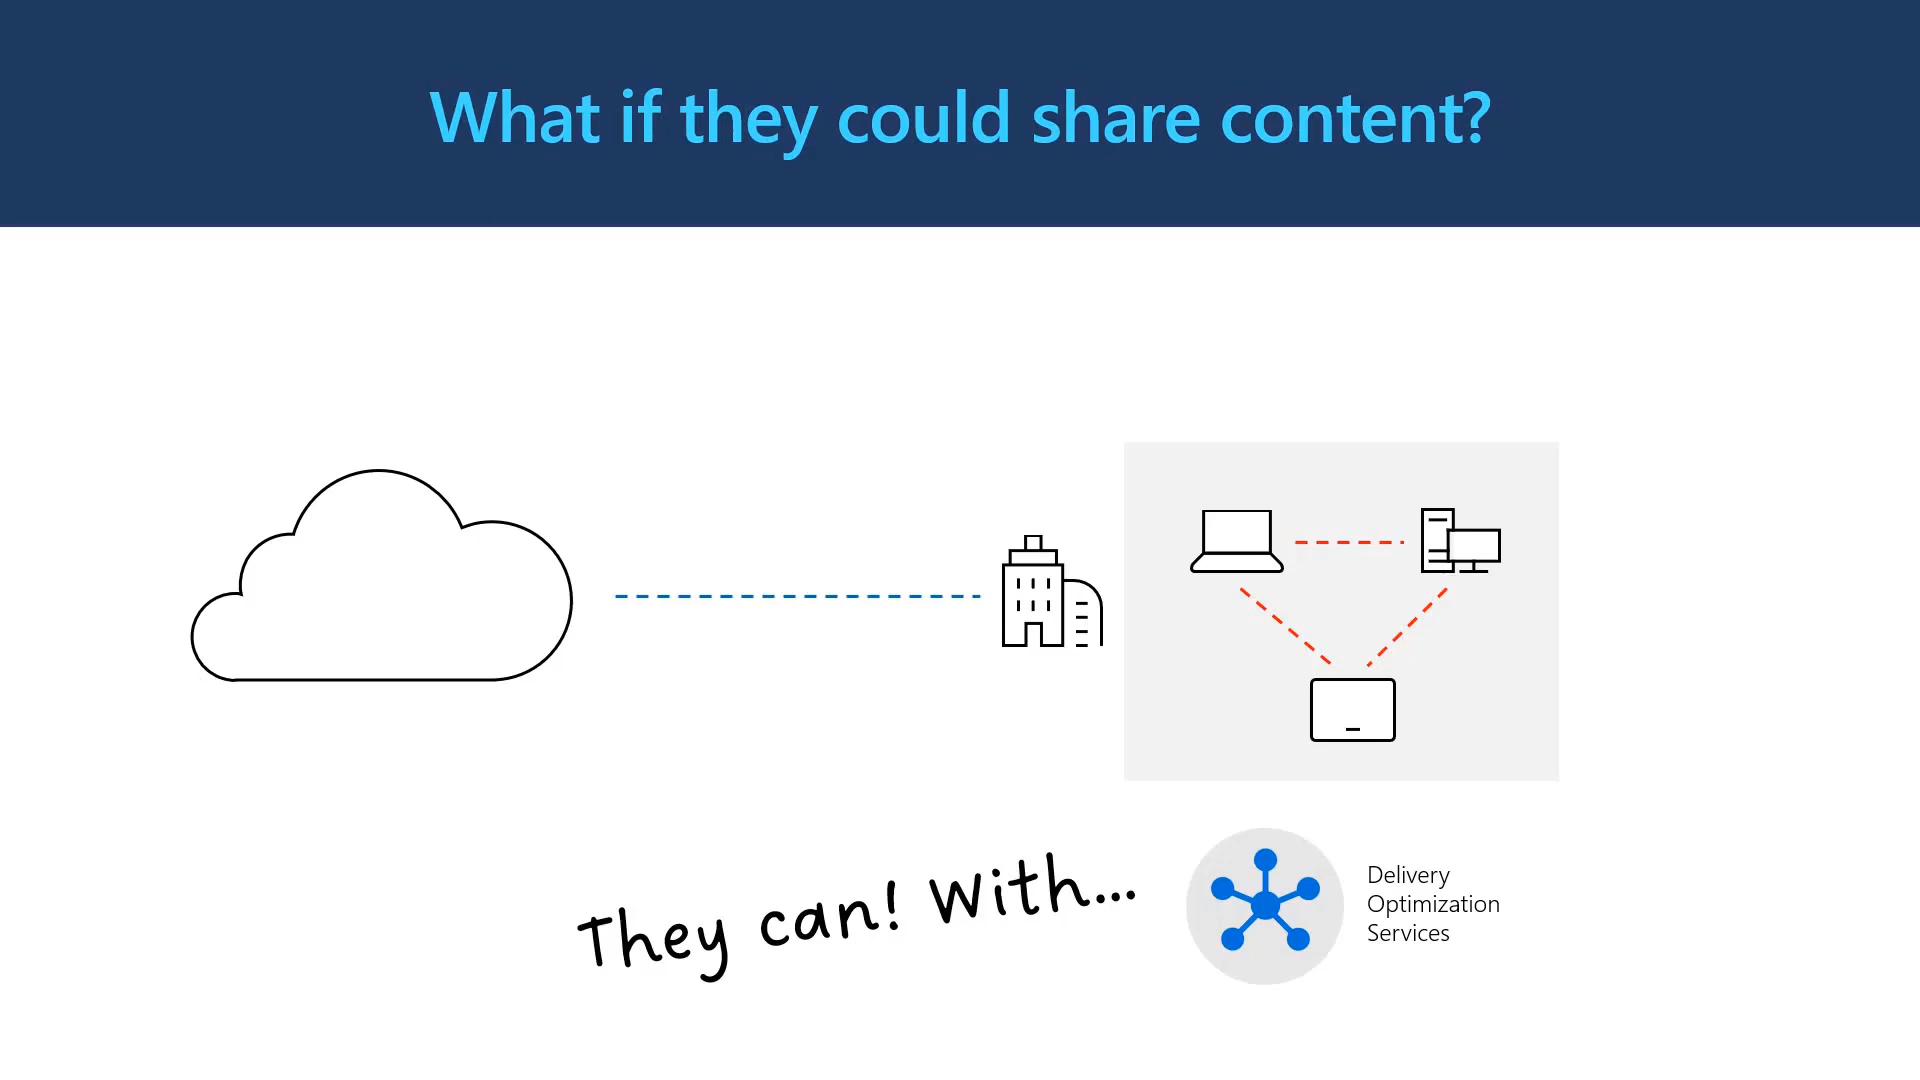 What if they could share content?
They can! With...
Delivery
Optimization
Services